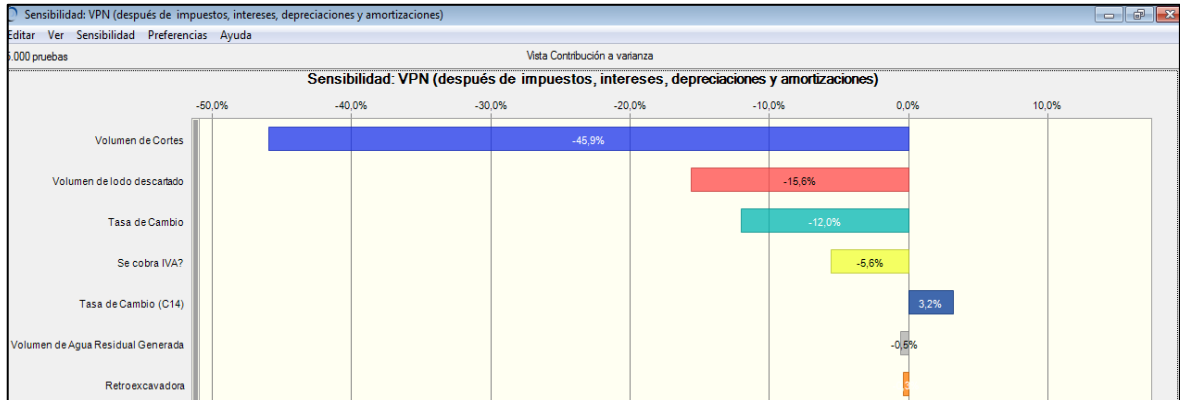 Sensibilidad: VPN (después de impuestos, intereses, depreciaciones y amortizaciones)
Editar Ver Sensibilidad Preferencias Ayuda
5.000 pruebas Vista Contribución a varianza
Sensibilidad: VPN (después de impuestos, intereses, depreciaciones y amortizaciones)
-50,0% -40,0% -30,0% -20,0% -10,0% 0,0% 10,0%
Volumen de Cortes -45,9%
Volumen de lodo descartado -15,6%
Tasa de Cambio -12,0%
Se cobra IVA? -5,6%
Tasa de Cambio (C14) 3,2%
Volumen de Agua Residual Generada -0,5%
Retroexcavadora